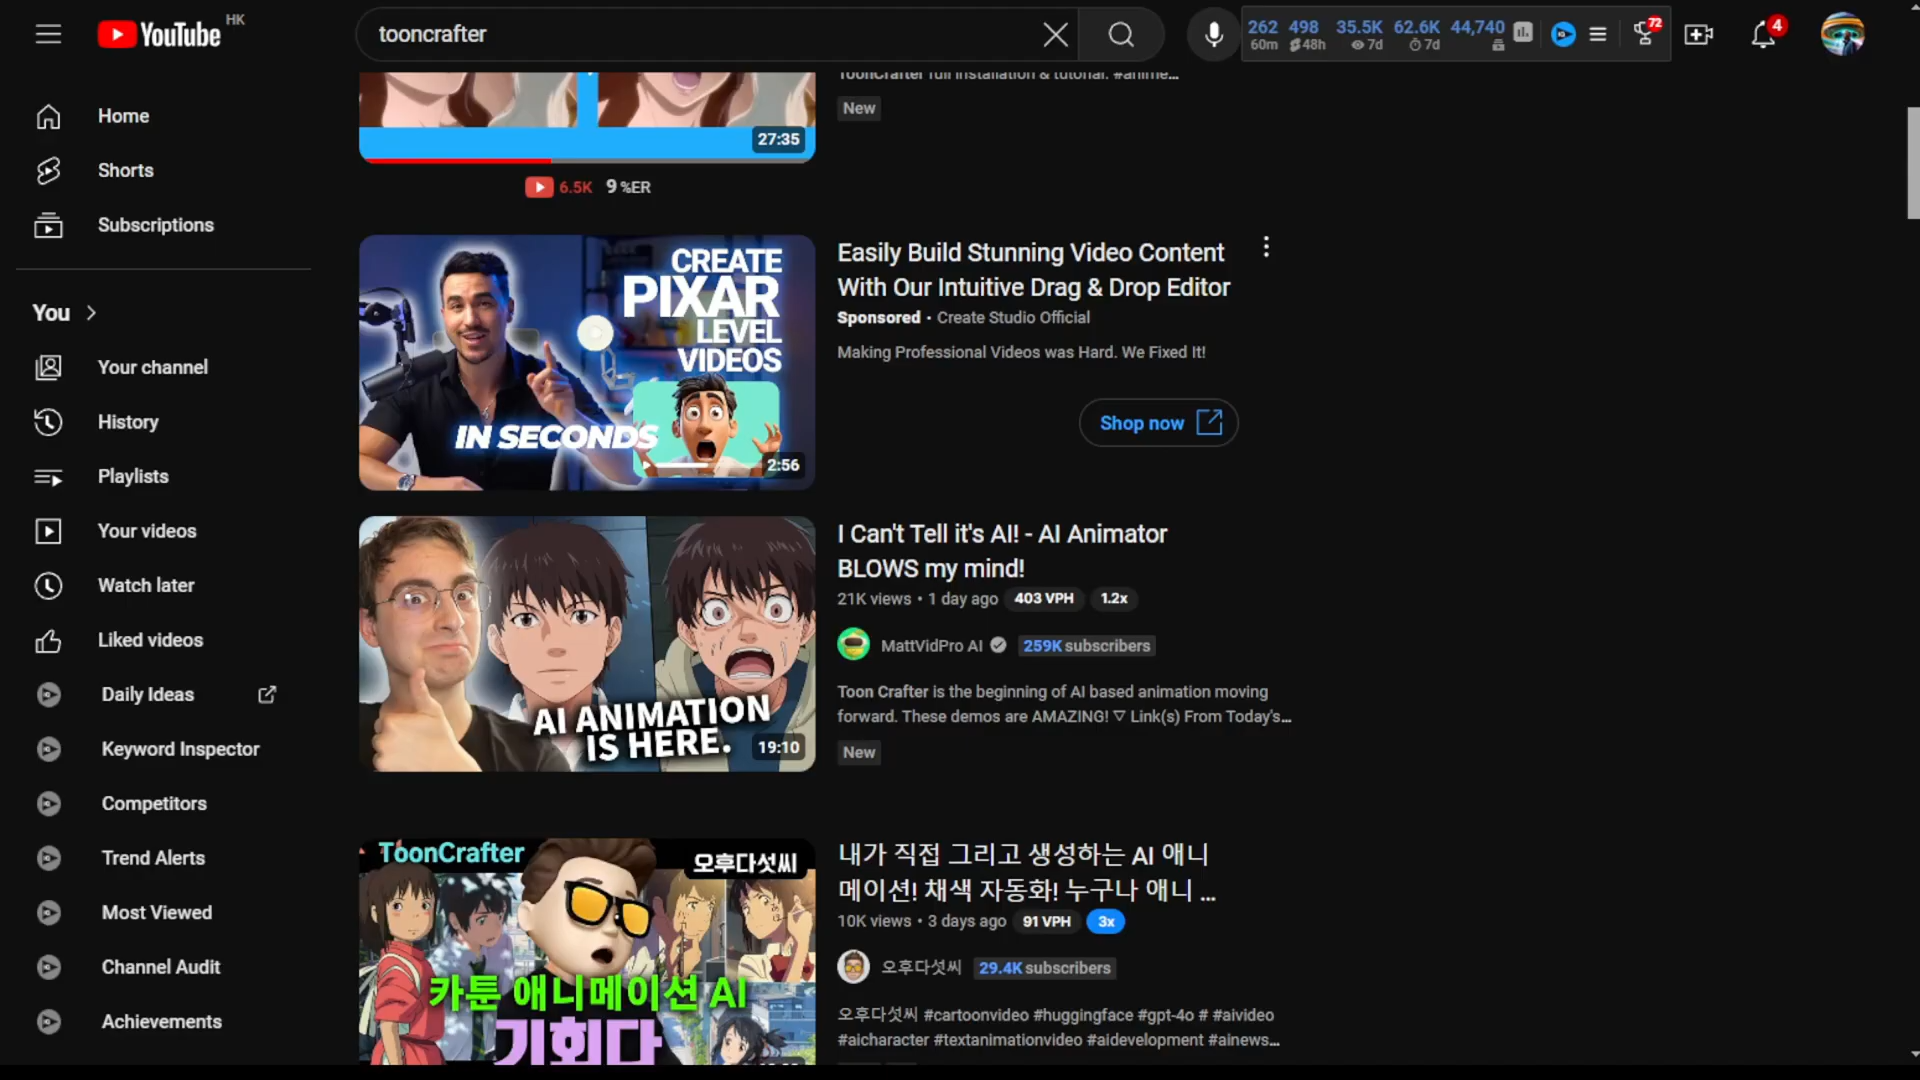 YouTube
HK
tooncrafter
262 498 35.5K 62.6K 44,740
60m 48h 7d 7d
72
4
Home
Shorts
Subscriptions
You
Your channel
History
Playlists
Your videos
Watch later
Liked videos
Daily Ideas
Keyword Inspector
Competitors
Trend Alerts
Most Viewed
Channel Audit
Achievements
27:35
6.5K 9 %ER
ToonCrafter full installation & tutorial. #anime...
New
CREATE
PIXAR
LEVEL
VIDEOS
IN SECONDS
2:56
Easily Build Stunning Video Content
With Our Intuitive Drag & Drop Editor
Sponsored · Create Studio Official
Making Professional Videos was Hard. We Fixed It!
Shop now
AI ANIMATION
IS HERE.
19:10
I Can't Tell it's AI! - AI Animator
BLOWS my mind!
21K views • 1 day ago 403 VPH 1.2x
MattVidPro AI 259K subscribers
Toon Crafter is the beginning of AI based animation moving
forward. These demos are AMAZING! ▽ Link(s) From Today's...
New
ToonCrafter
오후다섯씨
카툰 애니메이션 AI
기회다
내가 직접 그리고 생성하는 AI 애니
메이션! 채색 자동화! 누구나 애니 ...
10K views • 3 days ago 91 VPH 3x
오후다섯씨 29.4K subscribers
오후다섯씨 #cartoonvideo #huggingface #gpt-4o # #aivideo
#aicharacter #textanimationvideo #aidevelopment #ainews...